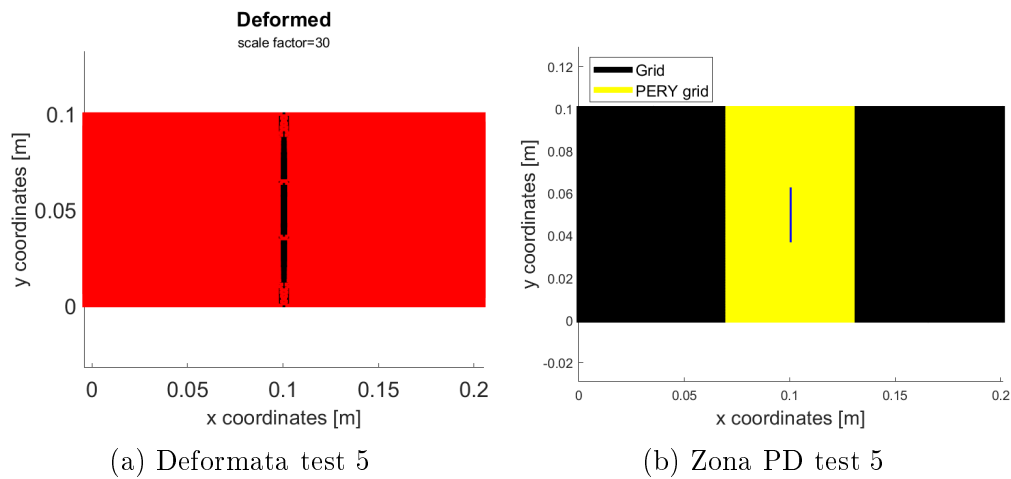 Deformed
scale factor=30
0.1
0.05
0
y coordinates [m]
0
0.05
0.1
0.15
0.2
x coordinates [m]
(a) Deformata test 5
Grid
PERY grid
0.12
0.1
0.08
0.06
0.04
0.02
0
-0.02
y coordinates [m]
0
0.05
0.1
0.15
0.2
x coordinates [m]
(b) Zona PD test 5